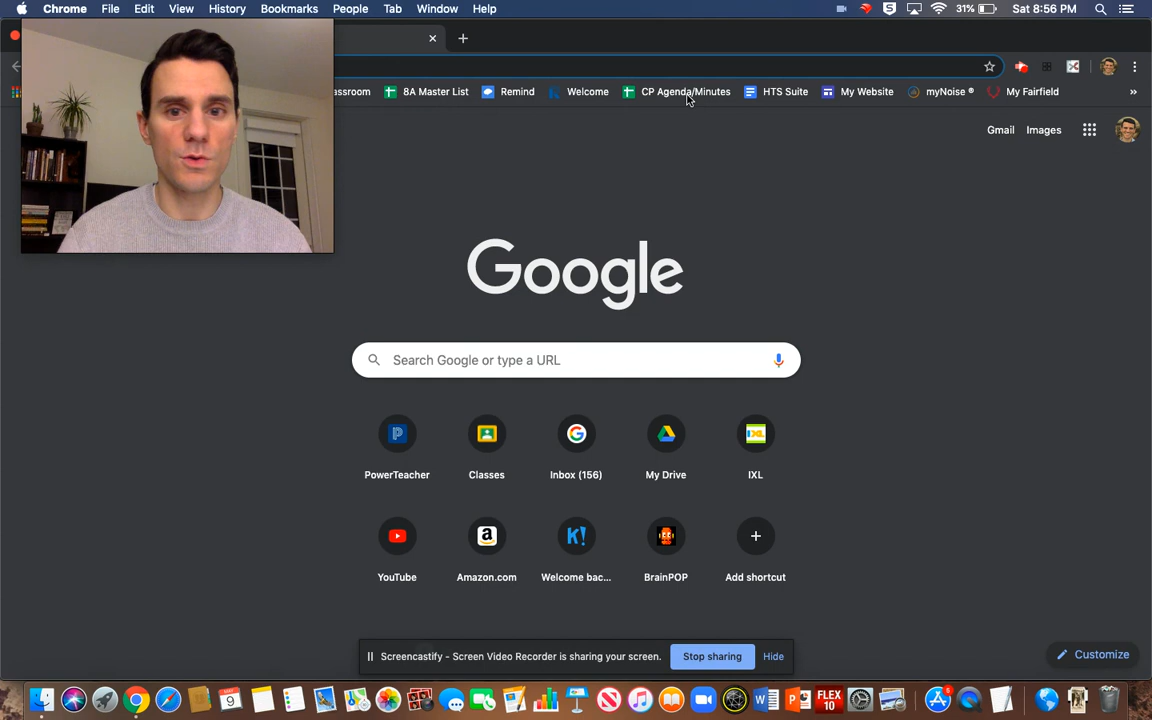 Chrome File Edit View History Bookmarks People Tab Window Help 31% Sat 8:56 PM
assroom 8A Master List Remind Welcome CP Agenda/Minutes HTS Suite My Website myNoise ® My Fairfield »
Gmail Images
Google
Search Google or type a URL
PowerTeacher Classes Inbox (156) My Drive IXL
YouTube Amazon.com Welcome bac... BrainPOP Add shortcut
Screencastify - Screen Video Recorder is sharing your screen. Stop sharing Hide
Customize
FLEX
10